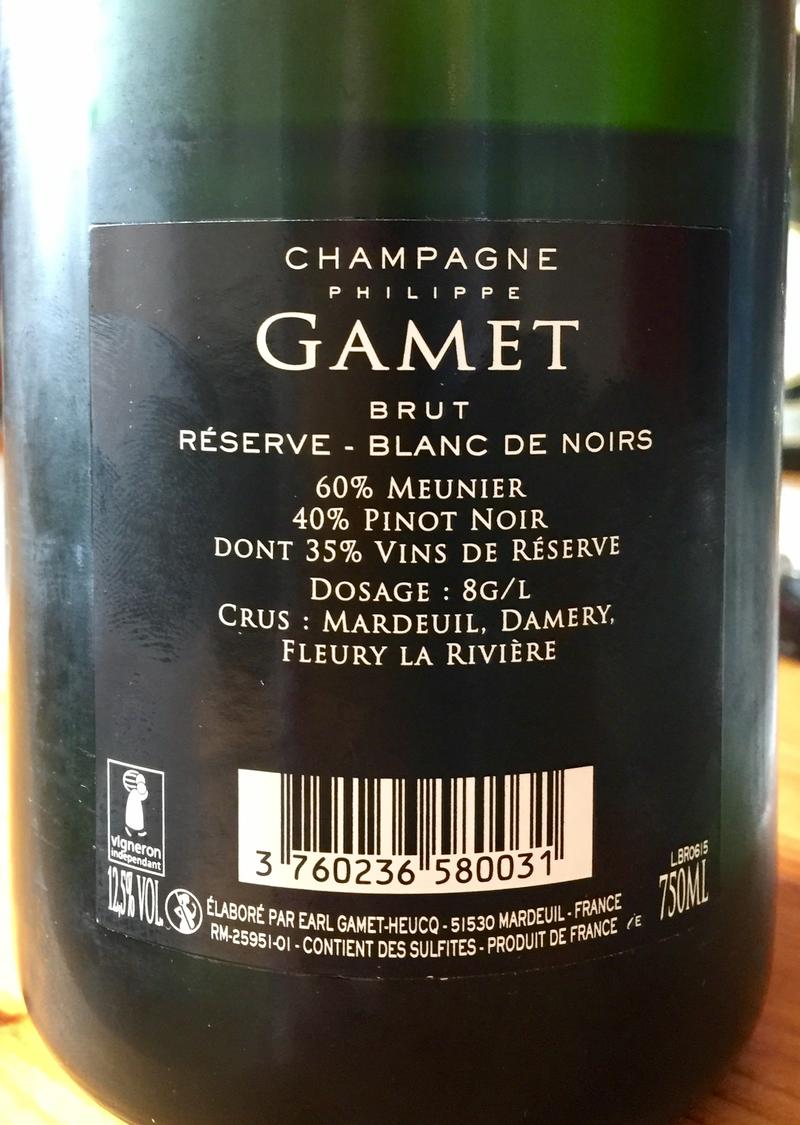 CHAMPAGNE
PHILIPPE
GAMET
BRUT
RÉSERVE - BLANC DE NOIRS
60% MEUNIER
40% PINOT NOIR
DONT 35% VINS DE RÉSERVE
DOSAGE : 8G/L
CRUS : MARDEUIL, DAMERY,
FLEURY LA RIVIÈRE
vigneron
indépendant
3 760236 580031
L.BR0615
12,5% VOL.
750ML
ÉLABORÉ PAR EARL GAMET-HEUCQ - 51530 MARDEUIL - FRANCE
RM-25951-01 - CONTIENT DES SULFITES - PRODUIT DE FRANCE